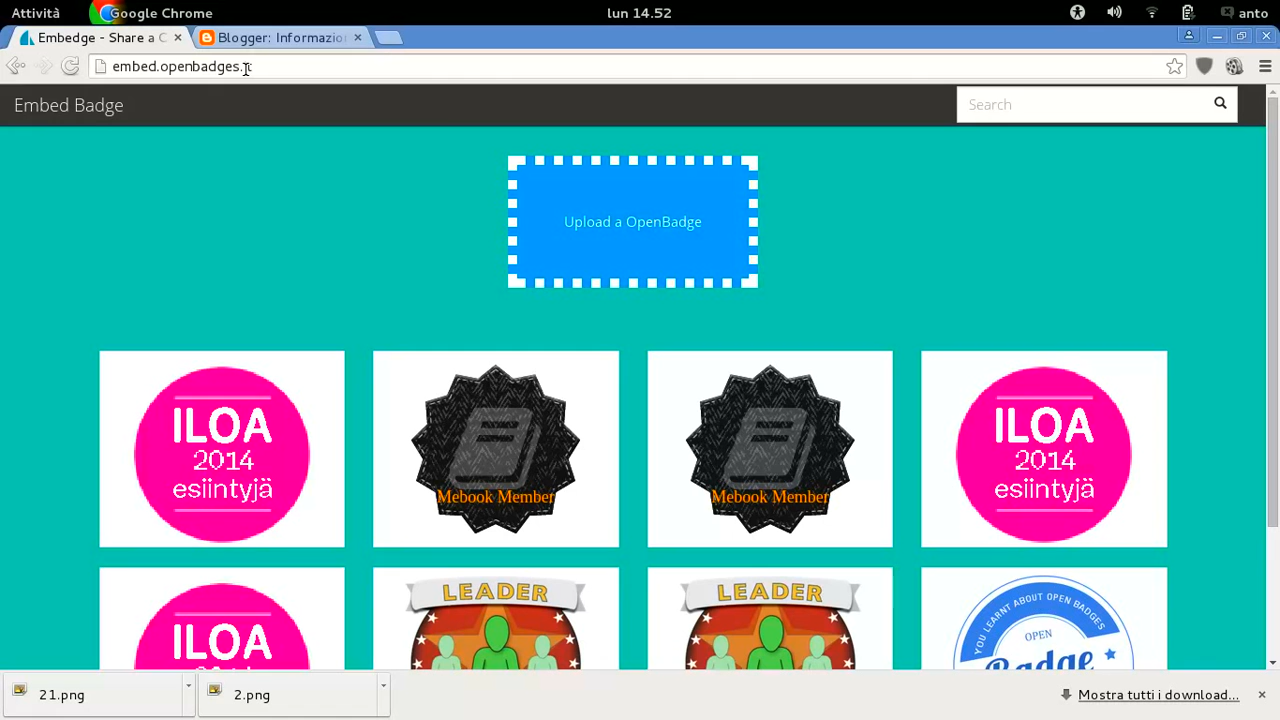 Attività
Google Chrome
lun 14.52
anto
Embedge - Share a C
Blogger: Informazio
embed.openbadges.
Embed Badge
Search
Upload a OpenBadge
ILOA
2014
esiintyjä
Mebook Member
Mebook Member
ILOA
2014
esiintyjä
ILOA
LEADER
LEADER
YOU LEARNT ABOUT OPEN BADGES
OPEN
Badge
21.png
2.png
Mostra tutti i download...